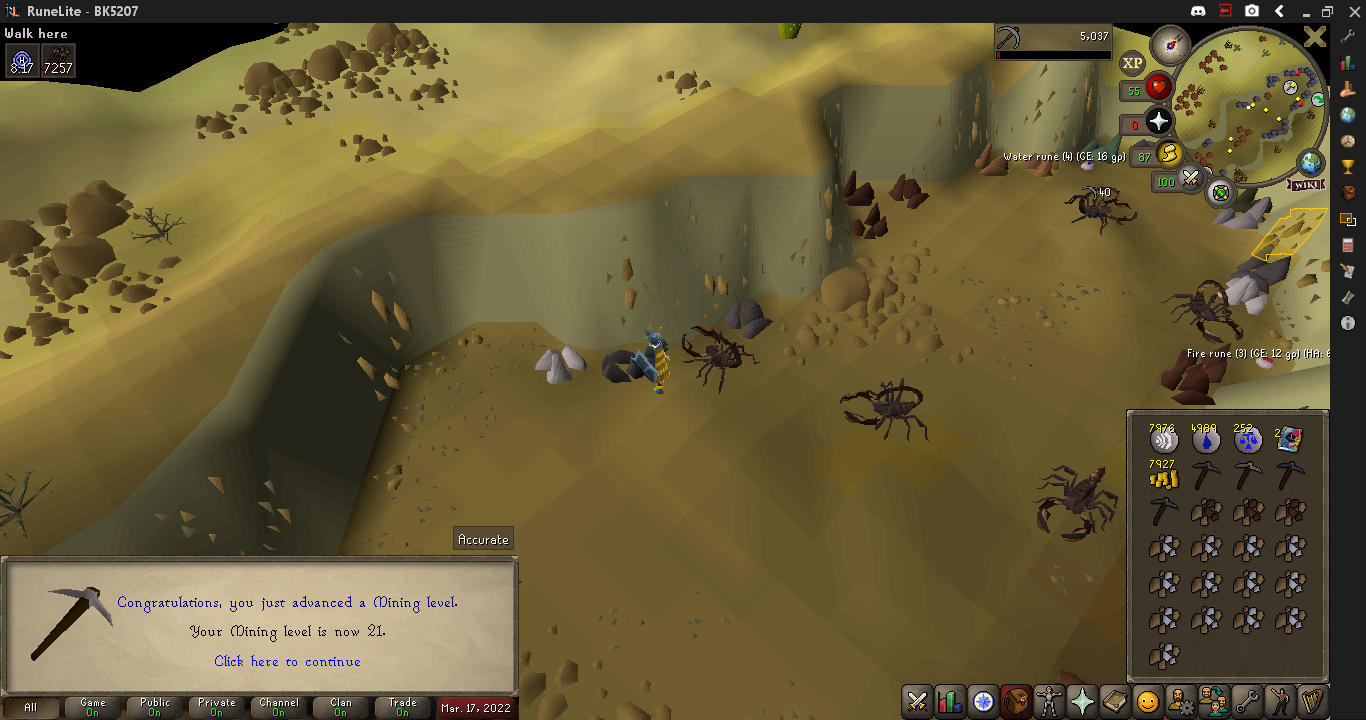 RuneLite - BK5207
Walk here
8.17
7257
5,037
XP
55
0
Water rune (4) (GE: 16 gp)
87
100
WIKI
40
Fire rune (3) (GE: 12 gp) (HA: 6
7976
4989
252
2
7927
Accurate
Congratulations, you just advanced a Mining level.
Your Mining level is now 21.
Click here to continue
All
Game
On
Public
On
Private
On
Channel
On
Clan
On
Trade
On
Mar. 17, 2022